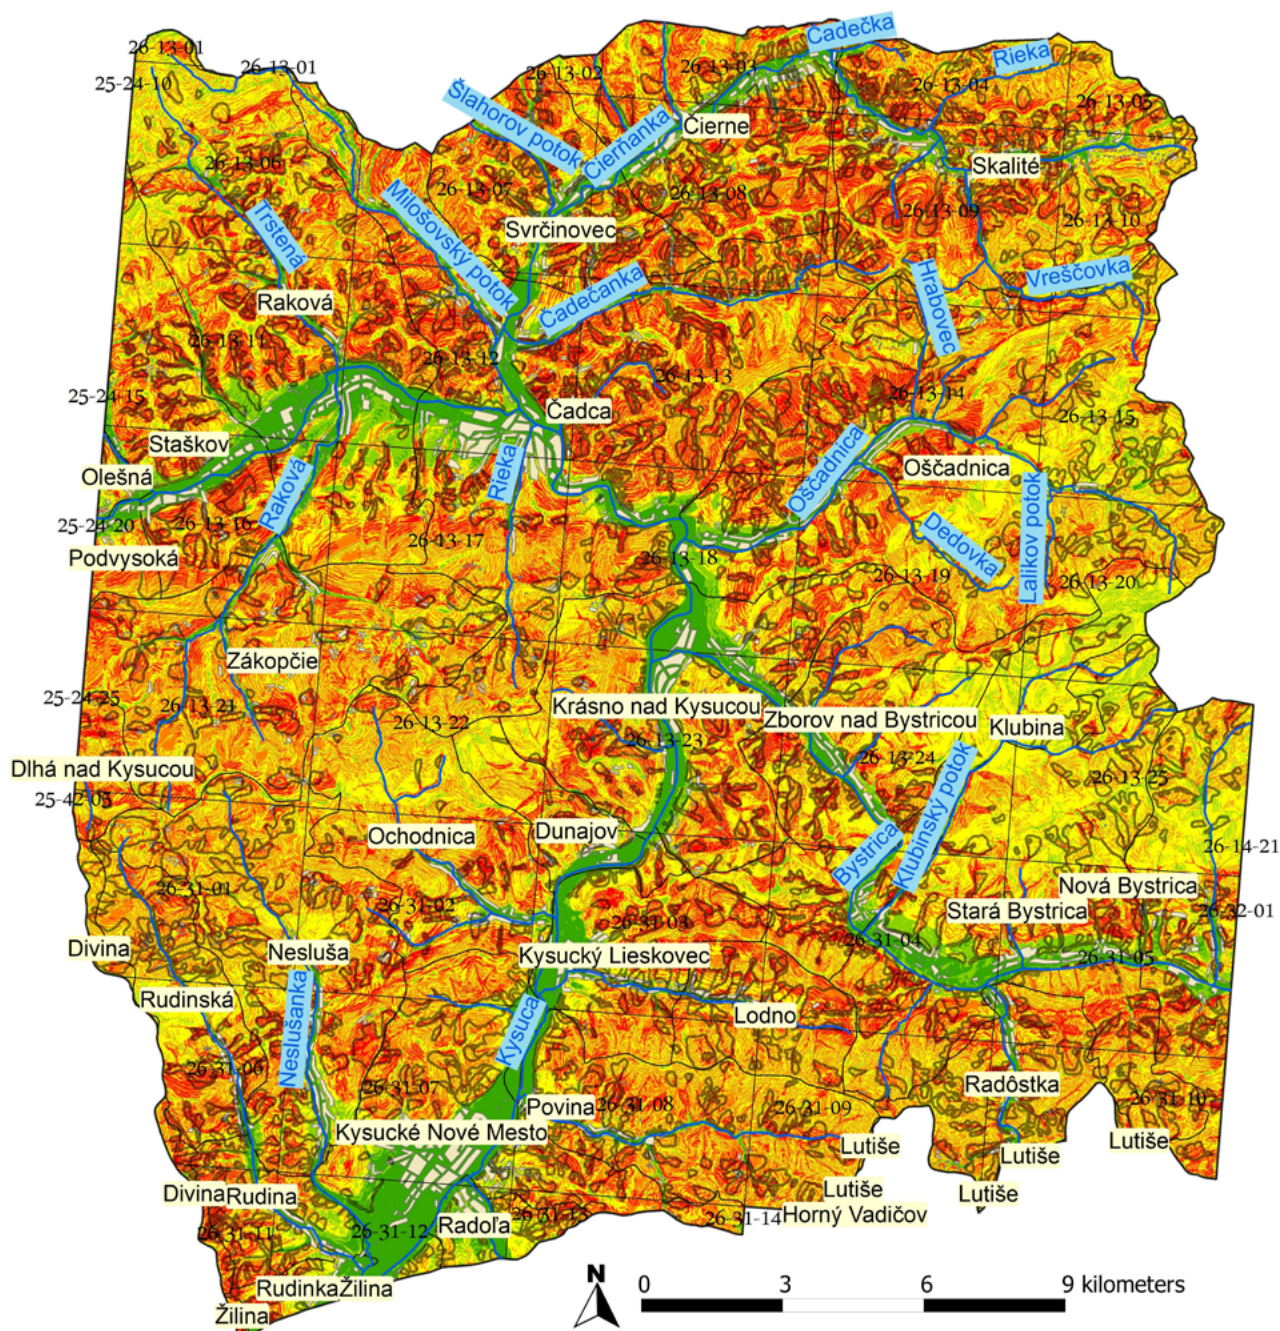 26-13-01
26-13-01
25-24-10
26-13-02
26-13-03
Čadečka
Rieka
26-13-04
26-13-05
Šlahorov potok
Čierňanka
Čierne
26-13-06
26-13-07
26-13-08
Skalité
26-13-09
26-13-10
Trstená
Milošovský potok
Svrčinovec
Čadečanka
Hrabovec
Vreščovka
Raková
26-13-11
26-13-12
26-13-13
26-13-14
26-13-15
25-24-15
Staškov
Čadca
Olešná
Raková
Rieka
Oščadnica
Oščadnica
Lalikov potok
25-24-20
26-13-16
26-13-17
Podvysoká
26-13-18
Dedovka
26-13-19
26-13-20
Zákopčie
25-24-25
26-13-21
26-13-22
Krásno nad Kysucou
26-13-23
Zborov nad Bystricou
Klubina
26-13-24
26-13-25
Dlhá nad Kysucou
25-42-05
Ochodnica
Dunajov
Bystrica
Klubinský potok
26-14-21
26-31-01
26-31-02
26-31-03
26-31-04
Nová Bystrica
Stará Bystrica
26-32-01
26-31-05
Divina
Nesluša
Kysucký Lieskovec
Rudinská
Neslušanka
Kysuca
Lodno
26-31-06
26-31-07
Povina
26-31-08
26-31-09
Radôstka
26-31-10
Kysucké Nové Mesto
Lutiše
Lutiše
Lutiše
Divina
Rudina
Lutiše
Lutiše
26-31-11
26-31-12
Radoľa
26-31-13
26-31-14
Horný Vadičov
Rudinka
Žilina
Žilina
N
0 3 6 9 kilometers